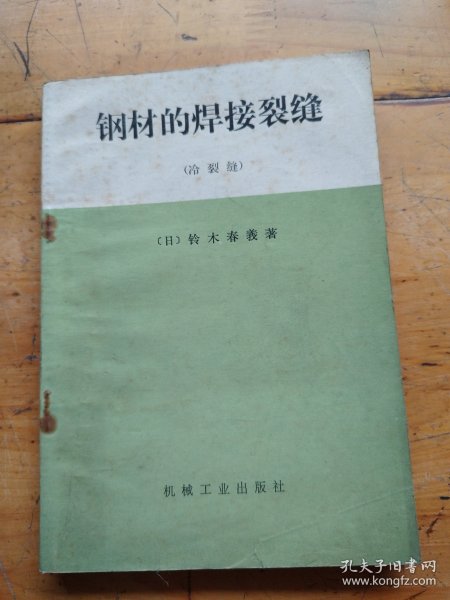 钢材的焊接裂缝
(冷裂缝)
〔日〕铃木春義著
机械工业出版社
孔夫子旧书网
www.kongfz.com